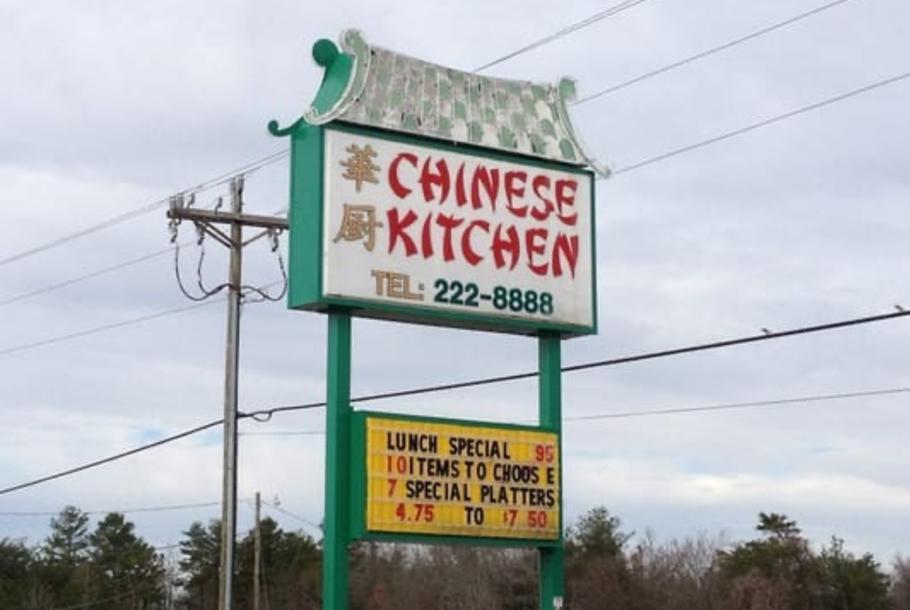 華 CHINESE
厨 KITCHEN
TEL: 222-8888
LUNCH SPECIAL 95
10 ITEMS TO CHOOS E
7 SPECIAL PLATTERS
4.75 TO $7 50